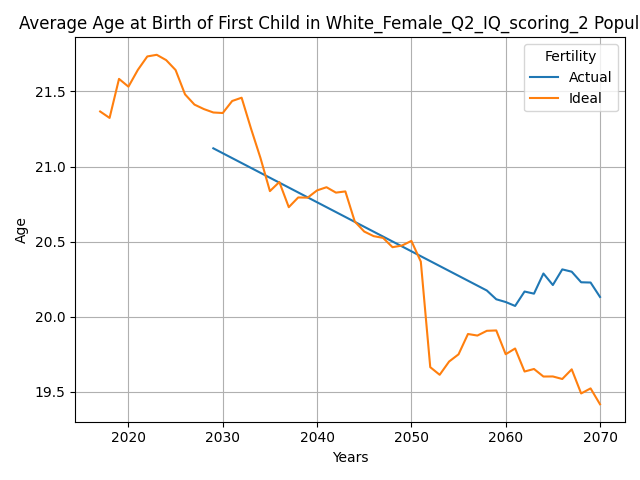 Average Age at Birth of First Child in White_Female_Q2_IQ_scoring_2 Popul
Fertility
Actual
Ideal
21.5
21.0
20.5
20.0
19.5
Age
2020 2030 2040 2050 2060 2070
Years